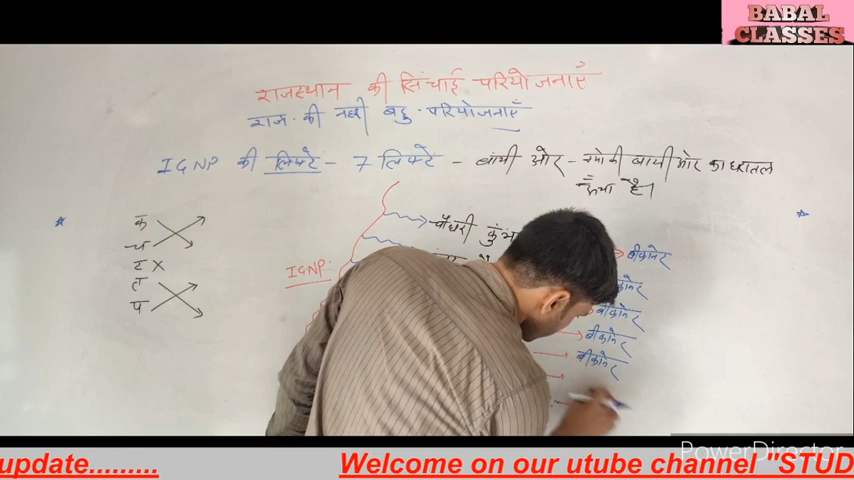 BABAL
CLASSES
राजस्थान की सिंचाई परियोजनाएँ
राज. की नहरी बहु. परियोजनाएँ
IGNP की लिफ्टे - 7 लिफ्टें - बांयी ओर - क्योकी बायी ओर का धरातल
ऊँचा है।
क
च
ट X
त
प
IGNP.
चौधरी कुंभा
बीकानेर
बीकानेर
बीकानेर
बीकानेर
PowerDirector
update.........
Welcome on our utube channel "STUD